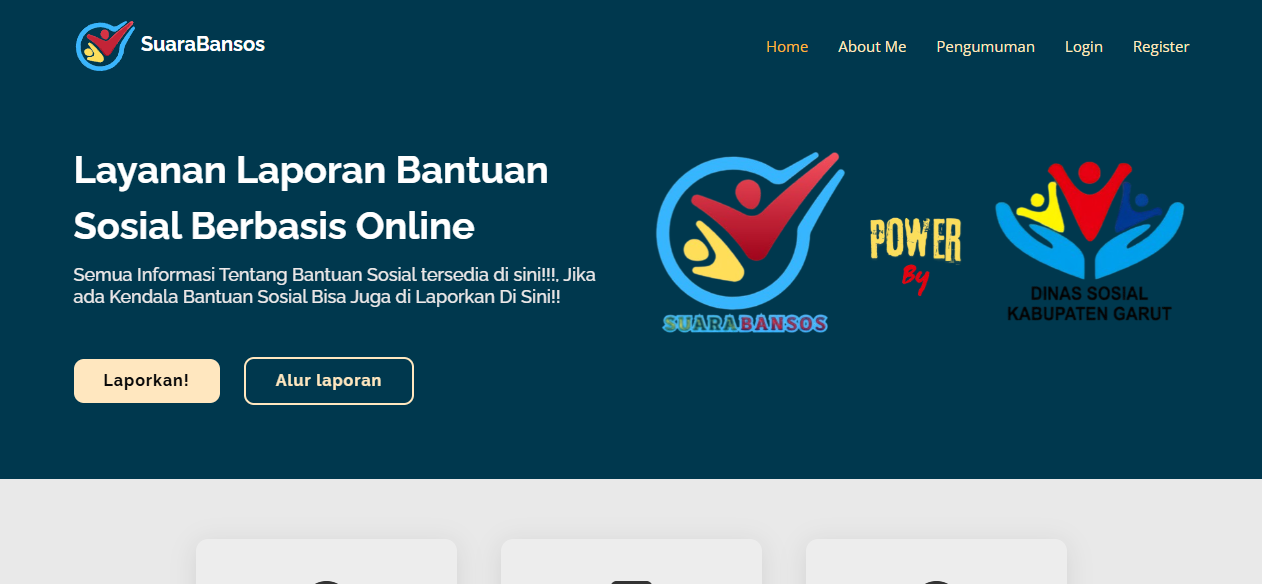 SuaraBansos
Home About Me Pengumuman Login Register
Layanan Laporan Bantuan
Sosial Berbasis Online
Semua Informasi Tentang Bantuan Sosial tersedia di sini!!!, Jika
ada Kendala Bantuan Sosial Bisa Juga di Laporkan Di Sini!!
Laporkan!
Alur laporan
SUARABANSOS
POWER
By
DINAS SOSIAL
KABUPATEN GARUT